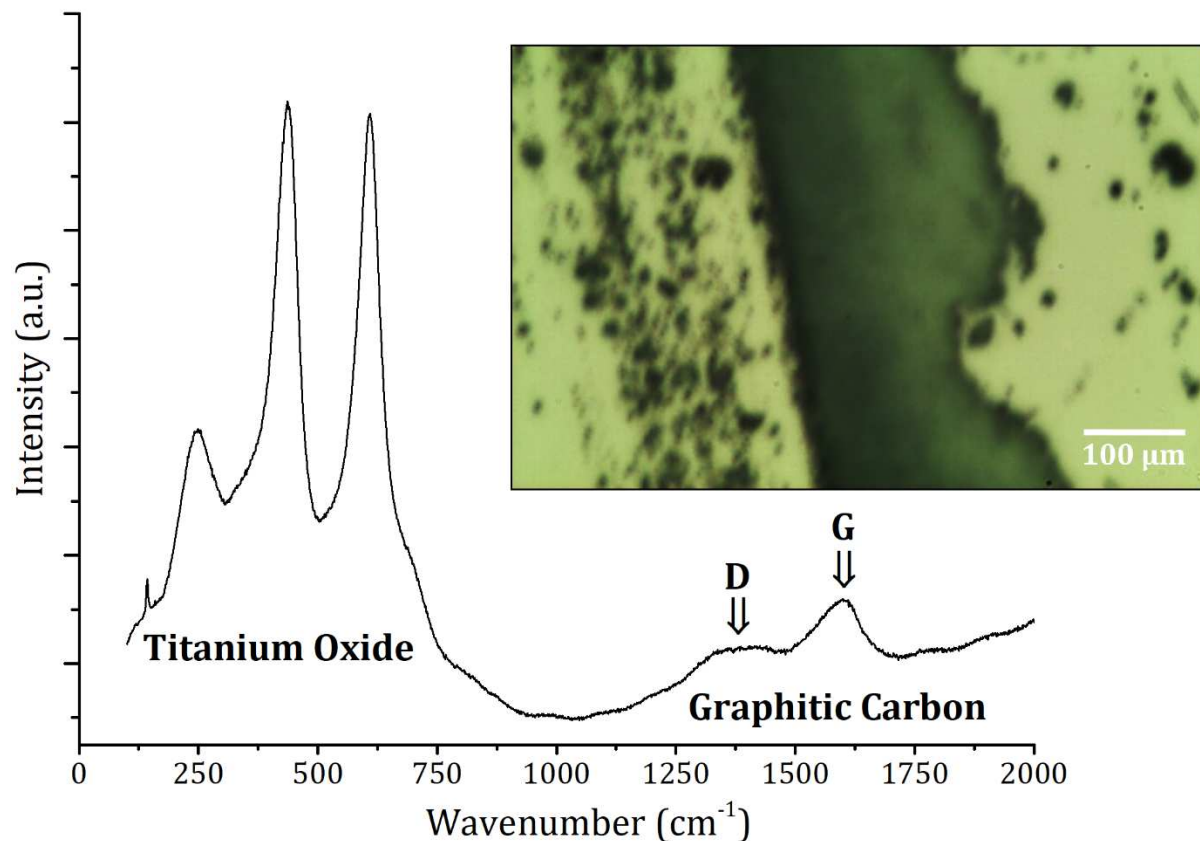 Intensity (a.u.)
100 µm
D
G
⇓
⇓
Titanium Oxide
Graphitic Carbon
0 250 500 750 1000 1250 1500 1750 2000
Wavenumber (cm⁻¹)